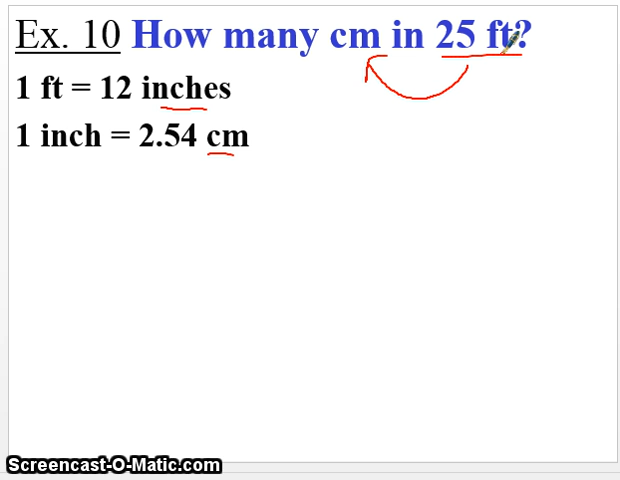 Ex. 10 How many cm in 25 ft?
1 ft = 12 inches
1 inch = 2.54 cm
Screencast-O-Matic.com